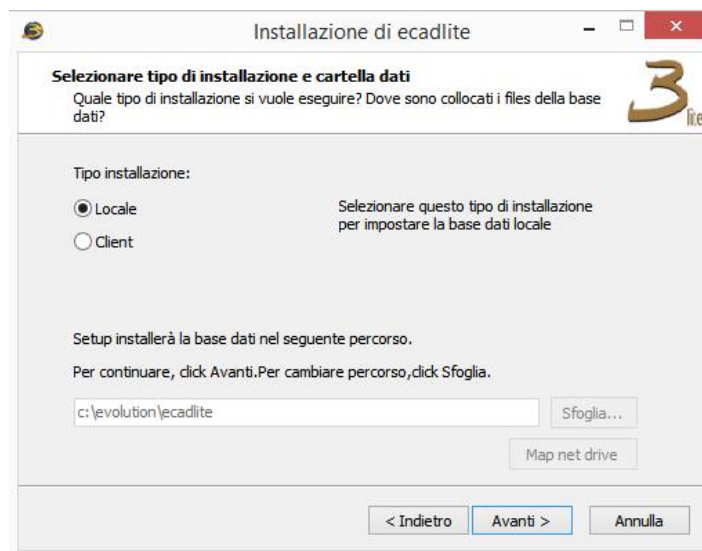 Installazione di ecadlite
Selezionare tipo di installazione e cartella dati
Quale tipo di installazione si vuole eseguire? Dove sono collocati i files della base
dati?
3
lite
Tipo installazione:
Locale
Selezionare questo tipo di installazione
per impostare la base dati locale
Client
Setup installerà la base dati nel seguente percorso.
Per continuare, click Avanti.Per cambiare percorso,click Sfoglia.
c:\evolution\ecadlite
Sfoglia...
Map net drive
< Indietro
Avanti >
Annulla